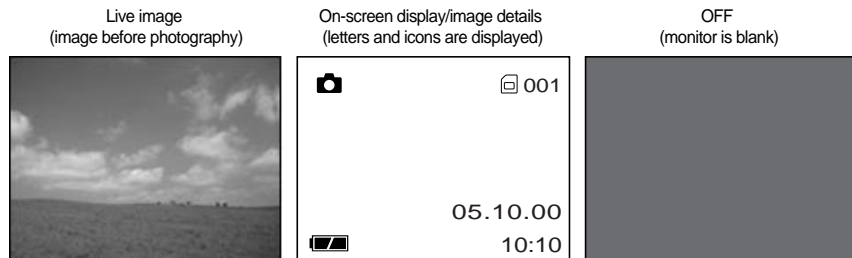 Live image
(image before photography)
On-screen display/image details
(letters and icons are displayed)
OFF
(monitor is blank)
001
05.10.00
10:10